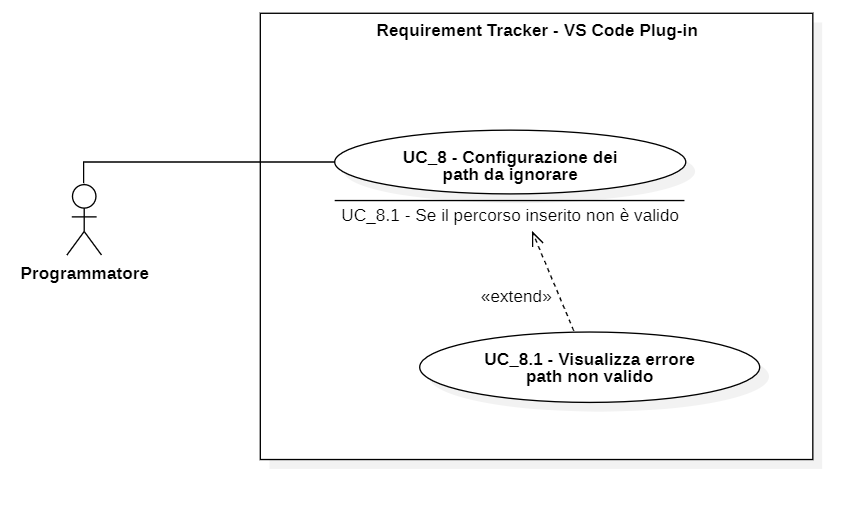 Requirement Tracker - VS Code Plug-in
UC_8 - Configurazione dei
path da ignorare
UC_8.1 - Se il percorso inserito non è valido
Programmatore
«extend»
UC_8.1 - Visualizza errore
path non valido